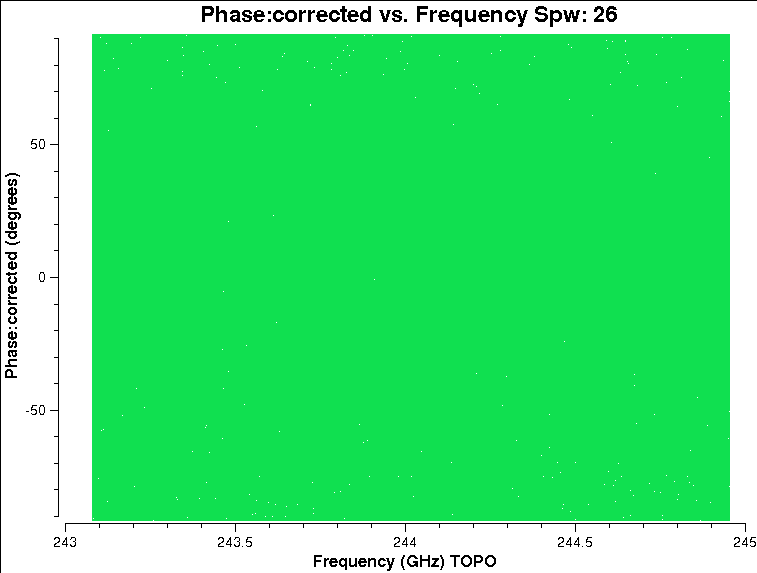 Phase:corrected vs. Frequency Spw: 26
Phase:corrected (degrees)
50
0
-50
243
243.5
244
244.5
245
Frequency (GHz) TOPO